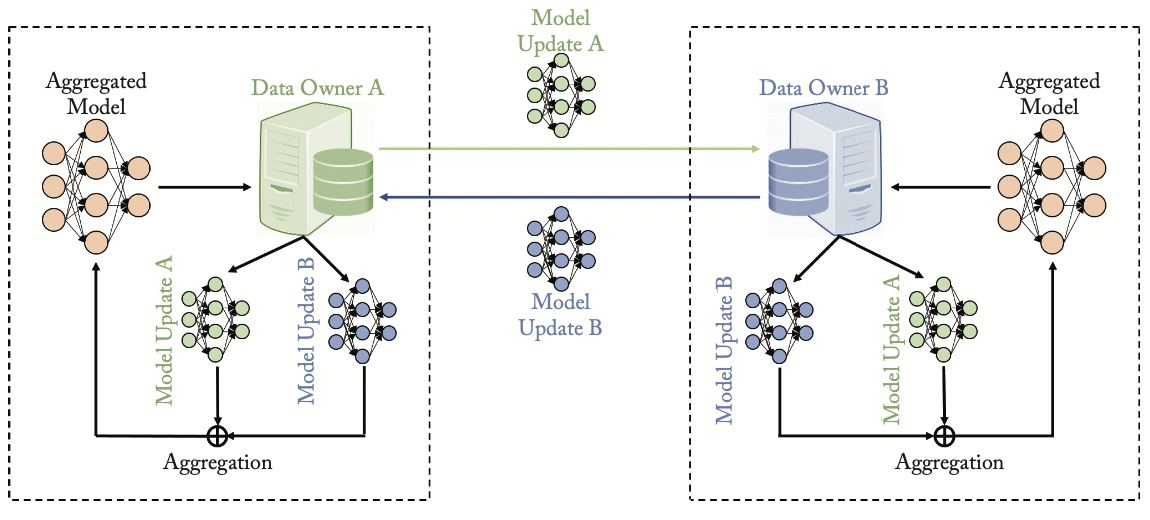 Model
Update A
Aggregated
Model
Data Owner A
Data Owner B
Aggregated
Model
Model Update A
Model Update B
Model
Update B
Model Update B
Model Update A
Aggregation
Aggregation